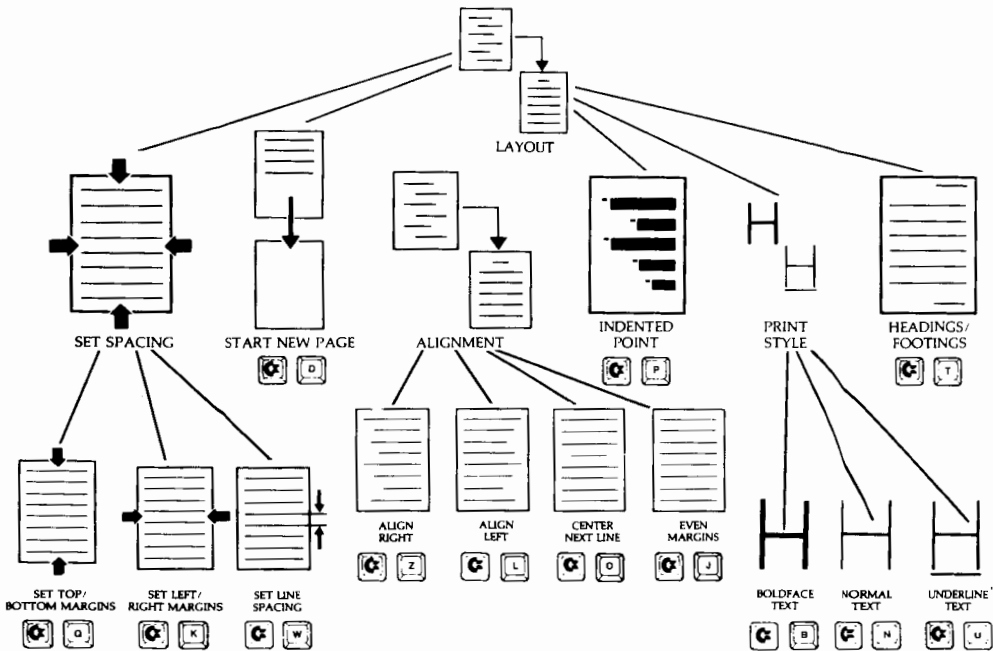 LAYOUT
SET SPACING
START NEW PAGE
D
ALIGNMENT
INDENTED
POINT
P
PRINT
STYLE
HEADINGS/
FOOTINGS
T
SET TOP/
BOTTOM MARGINS
Q
SET LEFT/
RIGHT MARGINS
K
SET LINE
SPACING
W
ALIGN
RIGHT
Z
ALIGN
LEFT
L
CENTER
NEXT LINE
O
EVEN
MARGINS
J
BOLDFACE
TEXT
B
NORMAL
TEXT
N
UNDERLINE
TEXT
U